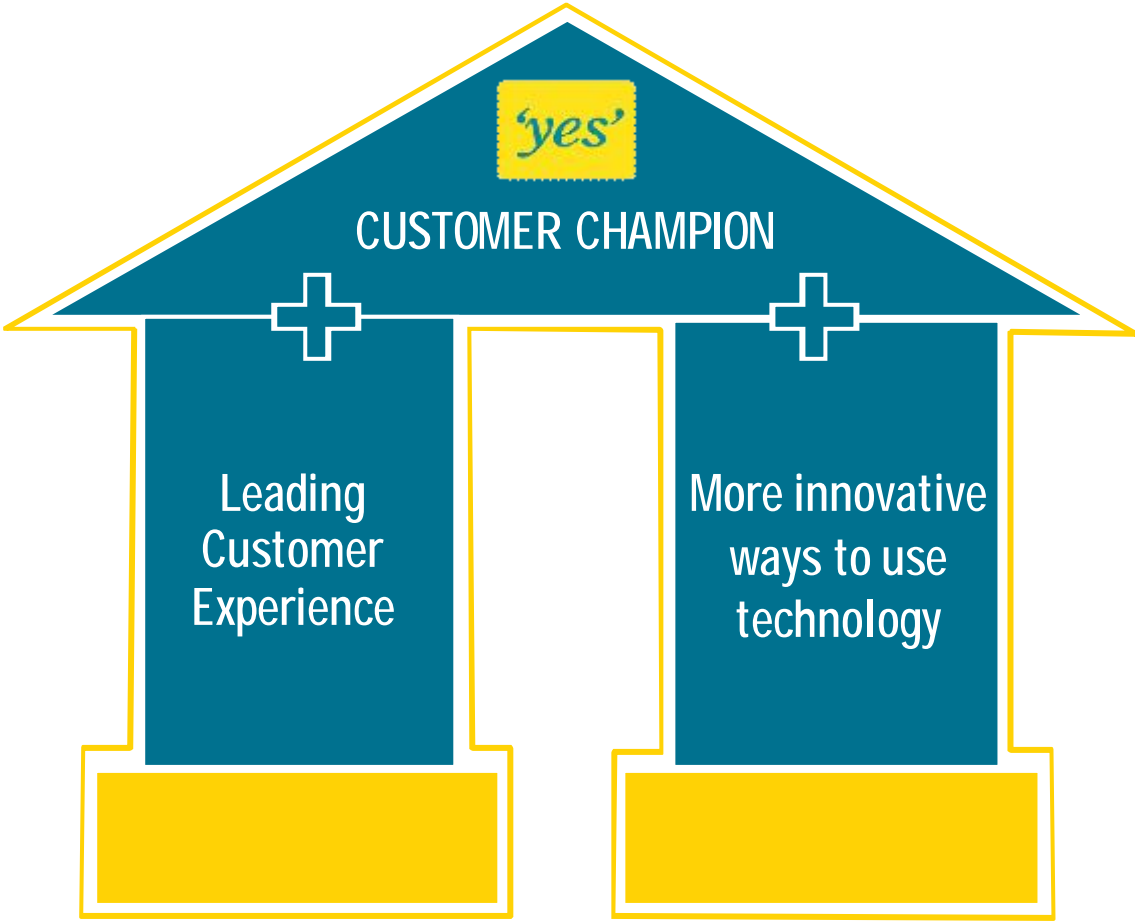 ‘yes’
CUSTOMER CHAMPION
Leading
Customer
Experience
More innovative
ways to use
technology